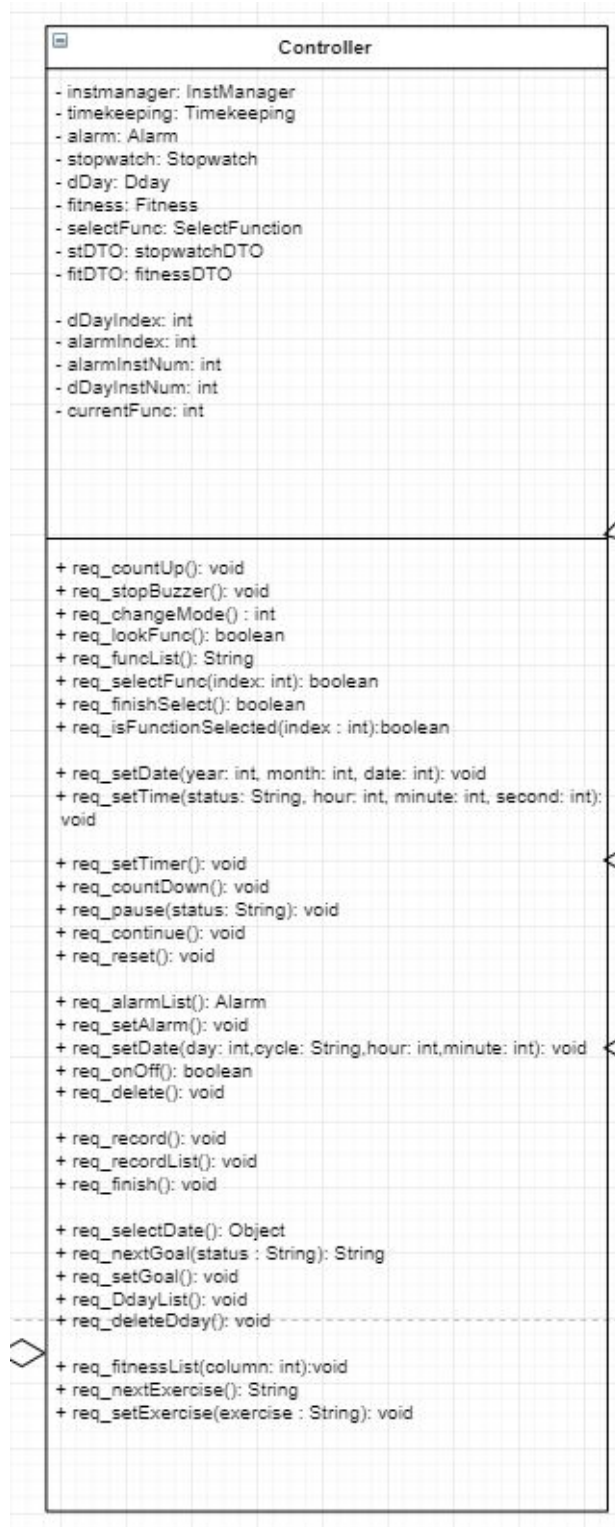 Controller
- instmanager: InstManager
- timekeeping: Timekeeping
- alarm: Alarm
- stopwatch: Stopwatch
- dDay: Dday
- fitness: Fitness
- selectFunc: SelectFunction
- stDTO: stopwatchDTO
- fitDTO: fitnessDTO
- dDayIndex: int
- alarmIndex: int
- alarmInstNum: int
- dDayInstNum: int
- currentFunc: int
+ req_countUp(): void
+ req_stopBuzzer(): void
+ req_changeMode() : int
+ req_lookFunc(): boolean
+ req_funcList(): String
+ req_selectFunc(index: int): boolean
+ req_finishSelect(): boolean
+ req_isFunctionSelected(index : int):boolean
+ req_setDate(year: int, month: int, date: int): void
+ req_setTime(status: String, hour: int, minute: int, second: int):
void
+ req_setTimer(): void
+ req_countDown(): void
+ req_pause(status: String): void
+ req_continue(): void
+ req_reset(): void
+ req_alarmList(): Alarm
+ req_setAlarm(): void
+ req_setDate(day: int,cycle: String,hour: int,minute: int): void
+ req_onOff(): boolean
+ req_delete(): void
+ req_record(): void
+ req_recordList(): void
+ req_finish(): void
+ req_selectDate(): Object
+ req_nextGoal(status : String): String
+ req_setGoal(): void
+ req_DdayList(): void
+ req_deleteDday(): void
+ req_fitnessList(column: int):void
+ req_nextExercise(): String
+ req_setExercise(exercise : String): void